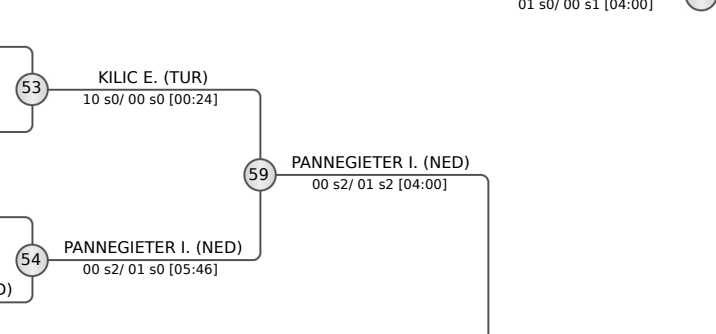 01 s0/ 00 s1 [04:00]
53
KILIC E. (TUR)
10 s0/ 00 s0 [00:24]
59
PANNEGIETER I. (NED)
00 s2/ 01 s2 [04:00]
54
PANNEGIETER I. (NED)
00 s2/ 01 s0 [05:46]